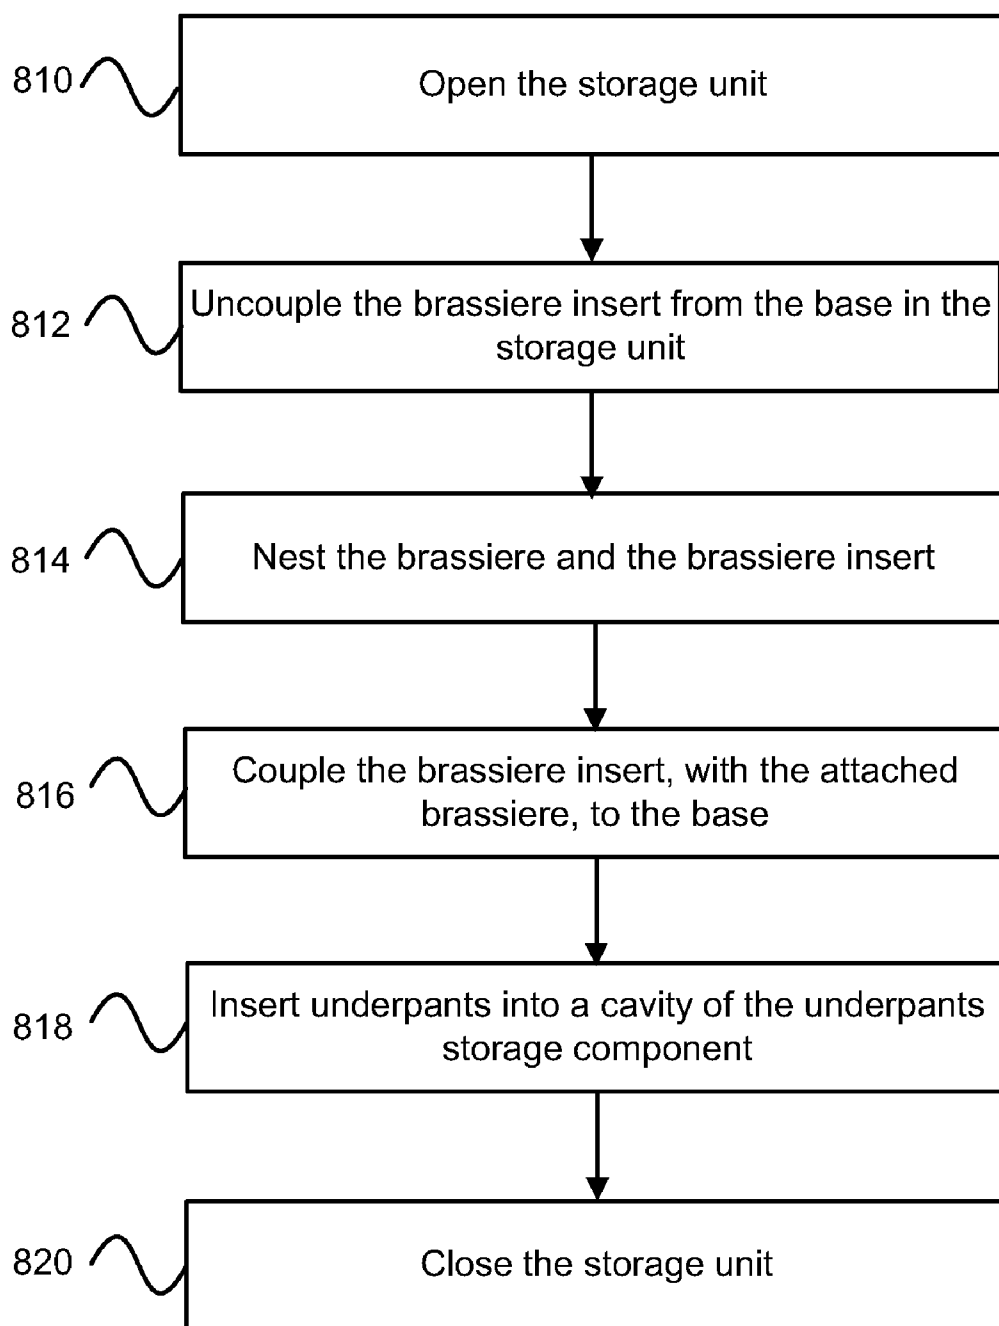 810
Open the storage unit
812
Uncouple the brassiere insert from the base in the
storage unit
814
Nest the brassiere and the brassiere insert
816
Couple the brassiere insert, with the attached
brassiere, to the base
818
Insert underpants into a cavity of the underpants
storage component
820
Close the storage unit